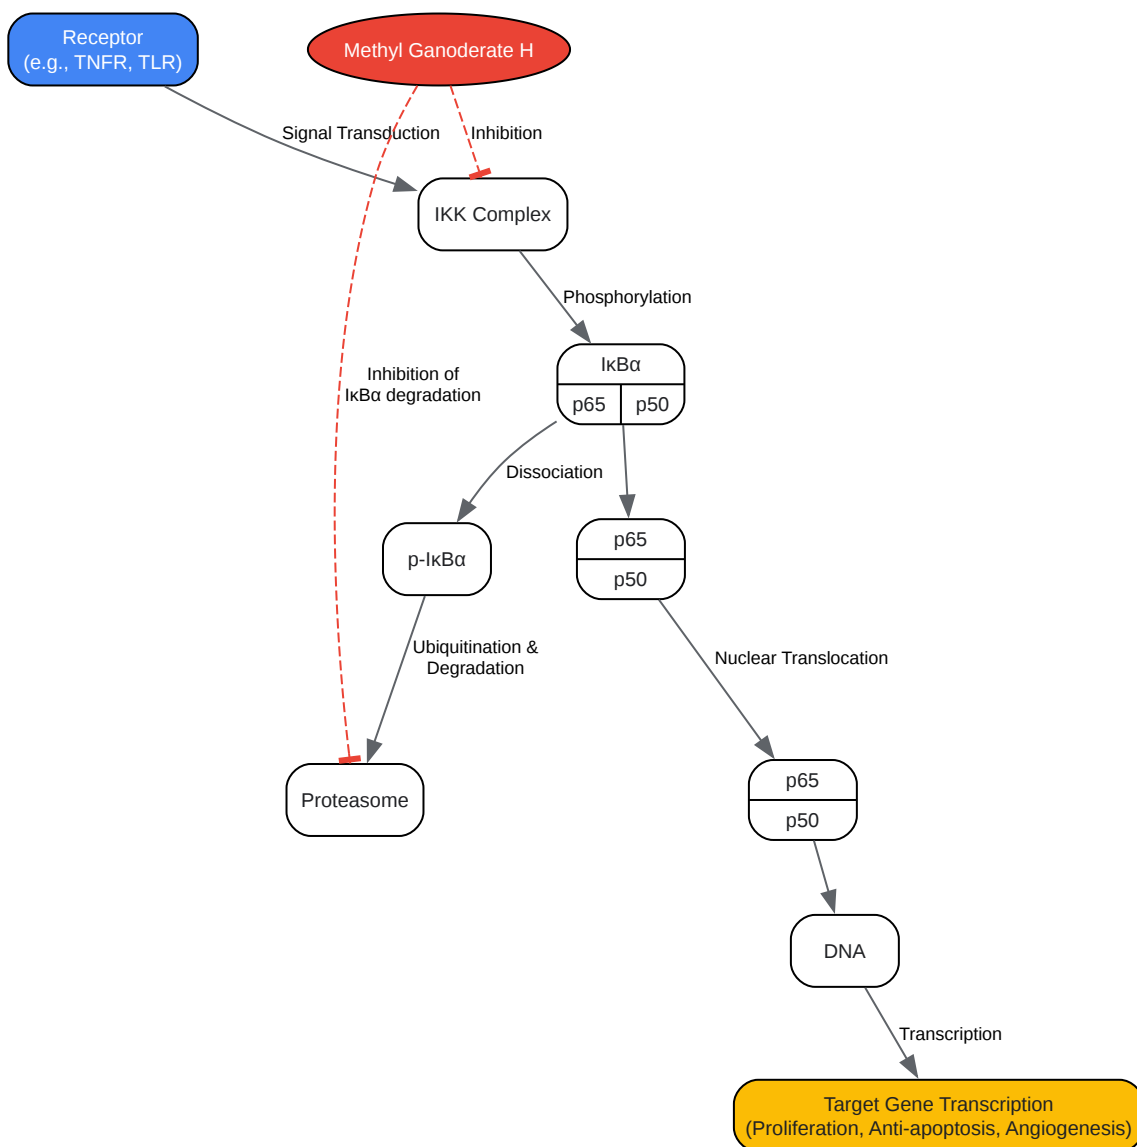 Receptor
(e.g., TNFR, TLR)
Methyl Ganoderate H
Signal Transduction
Inhibition
IKK Complex
Phosphorylation
IκBα
p65
p50
Inhibition of
IκBα degradation
Dissociation
p-IκBα
p65
p50
Ubiquitination &
Degradation
Nuclear Translocation
Proteasome
p65
p50
DNA
Transcription
Target Gene Transcription
(Proliferation, Anti-apoptosis, Angiogenesis)